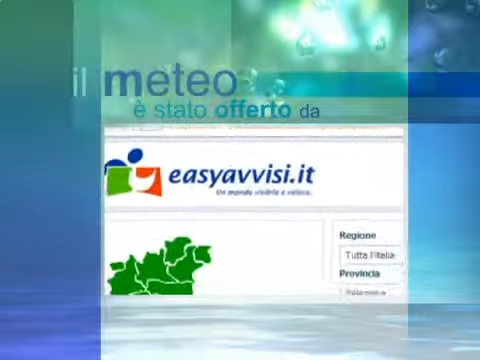 il meteo
è stato offerto da
easyavvisi.it
Un mondo visibile e veloce.
Regione
Tutta l'Italia
Provincia